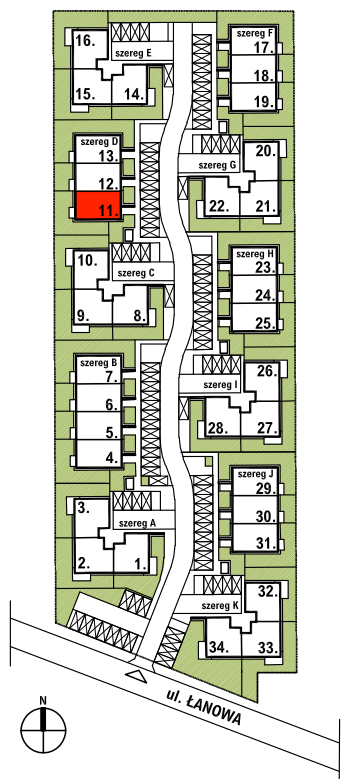 16.
szereg E
15.
14.
szereg F
17.
18.
19.
szereg D
13.
12.
11.
20.
szereg G
22.
21.
10.
szereg C
9.
8.
szereg H
23.
24.
25.
szereg B
7.
6.
5.
4.
26.
szereg I
28.
27.
3.
szereg A
2.
1.
szereg J
29.
30.
31.
32.
szereg K
34.
33.
ul. ŁANOWA
N